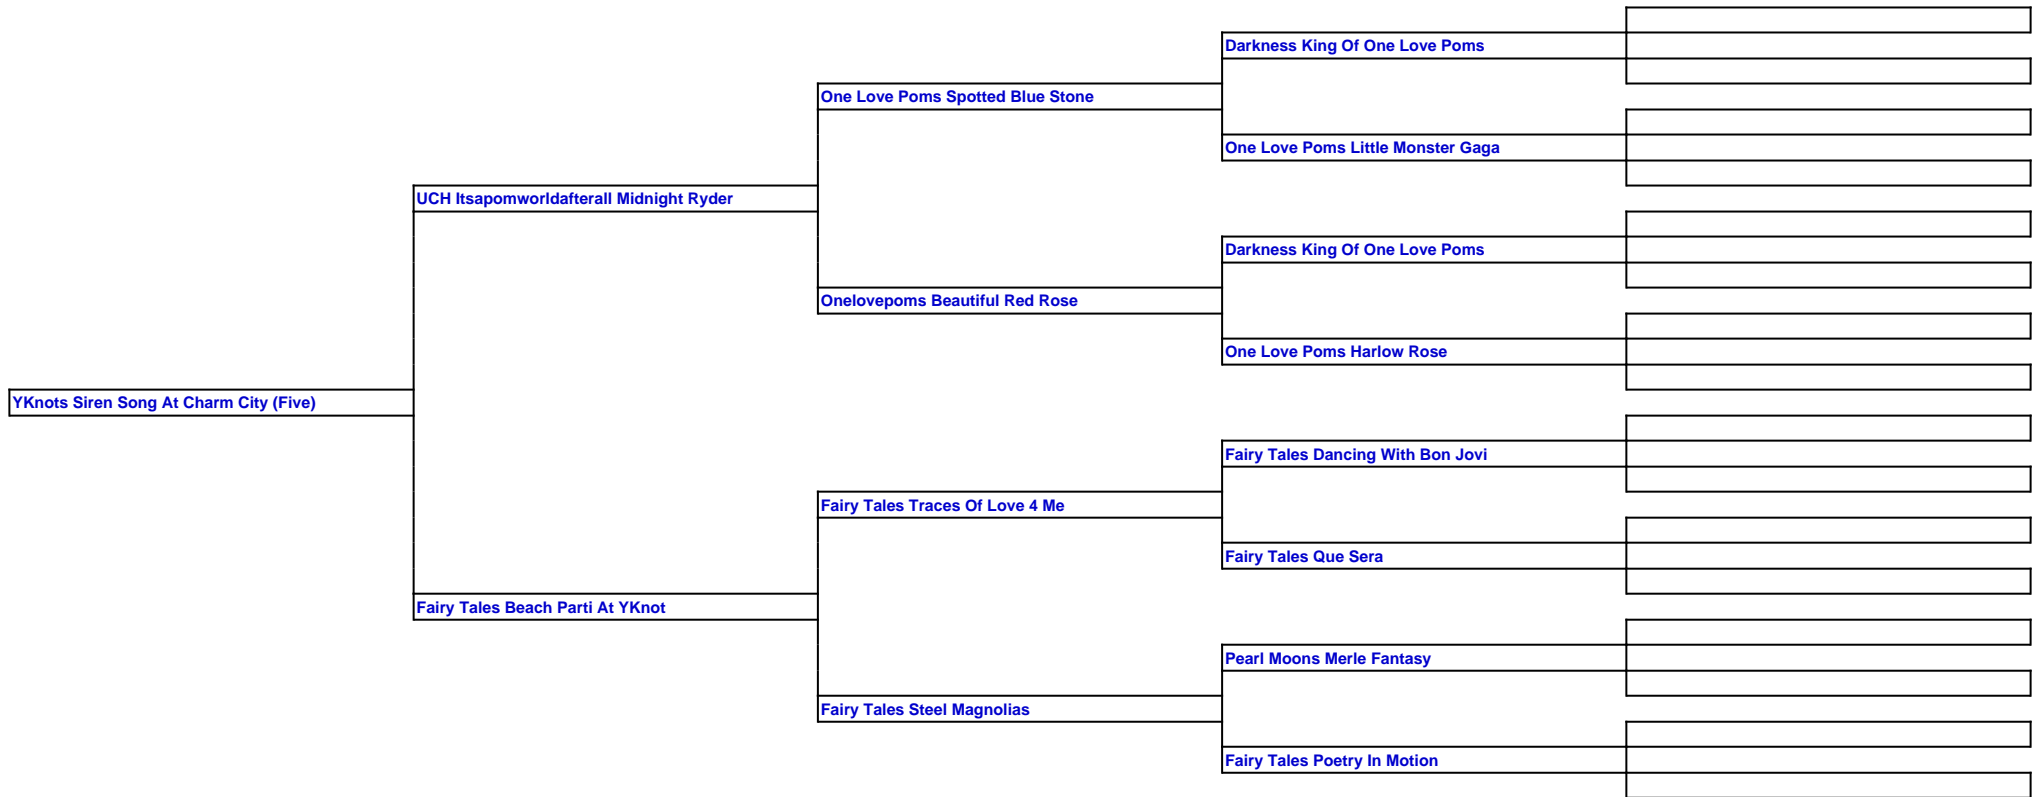 Darkness King Of One Love Poms
One Love Poms Spotted Blue Stone
One Love Poms Little Monster Gaga
UCH Itsapomworldafterall Midnight Ryder
Darkness King Of One Love Poms
Onelovepoms Beautiful Red Rose
One Love Poms Harlow Rose
YKnots Siren Song At Charm City (Five)
Fairy Tales Dancing With Bon Jovi
Fairy Tales Traces Of Love 4 Me
Fairy Tales Que Sera
Fairy Tales Beach Parti At YKnot
Pearl Moons Merle Fantasy
Fairy Tales Steel Magnolias
Fairy Tales Poetry In Motion